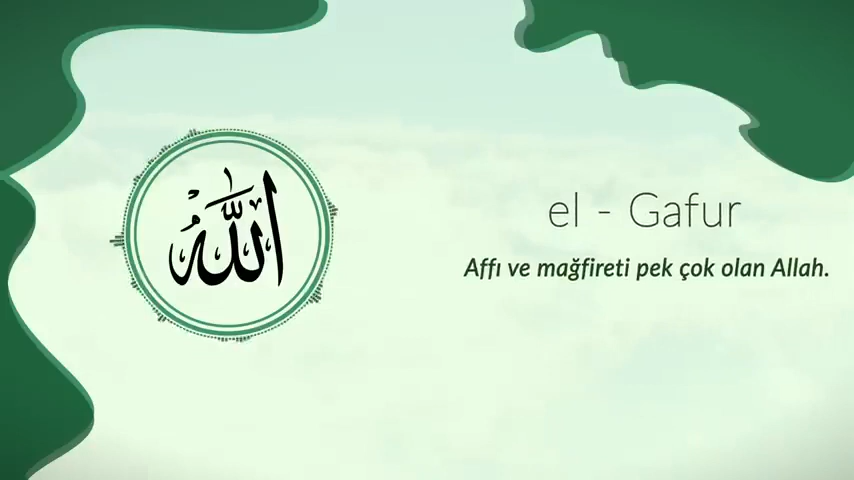 الله
el - Gafur
Affı ve mağfireti pek çok olan Allah.